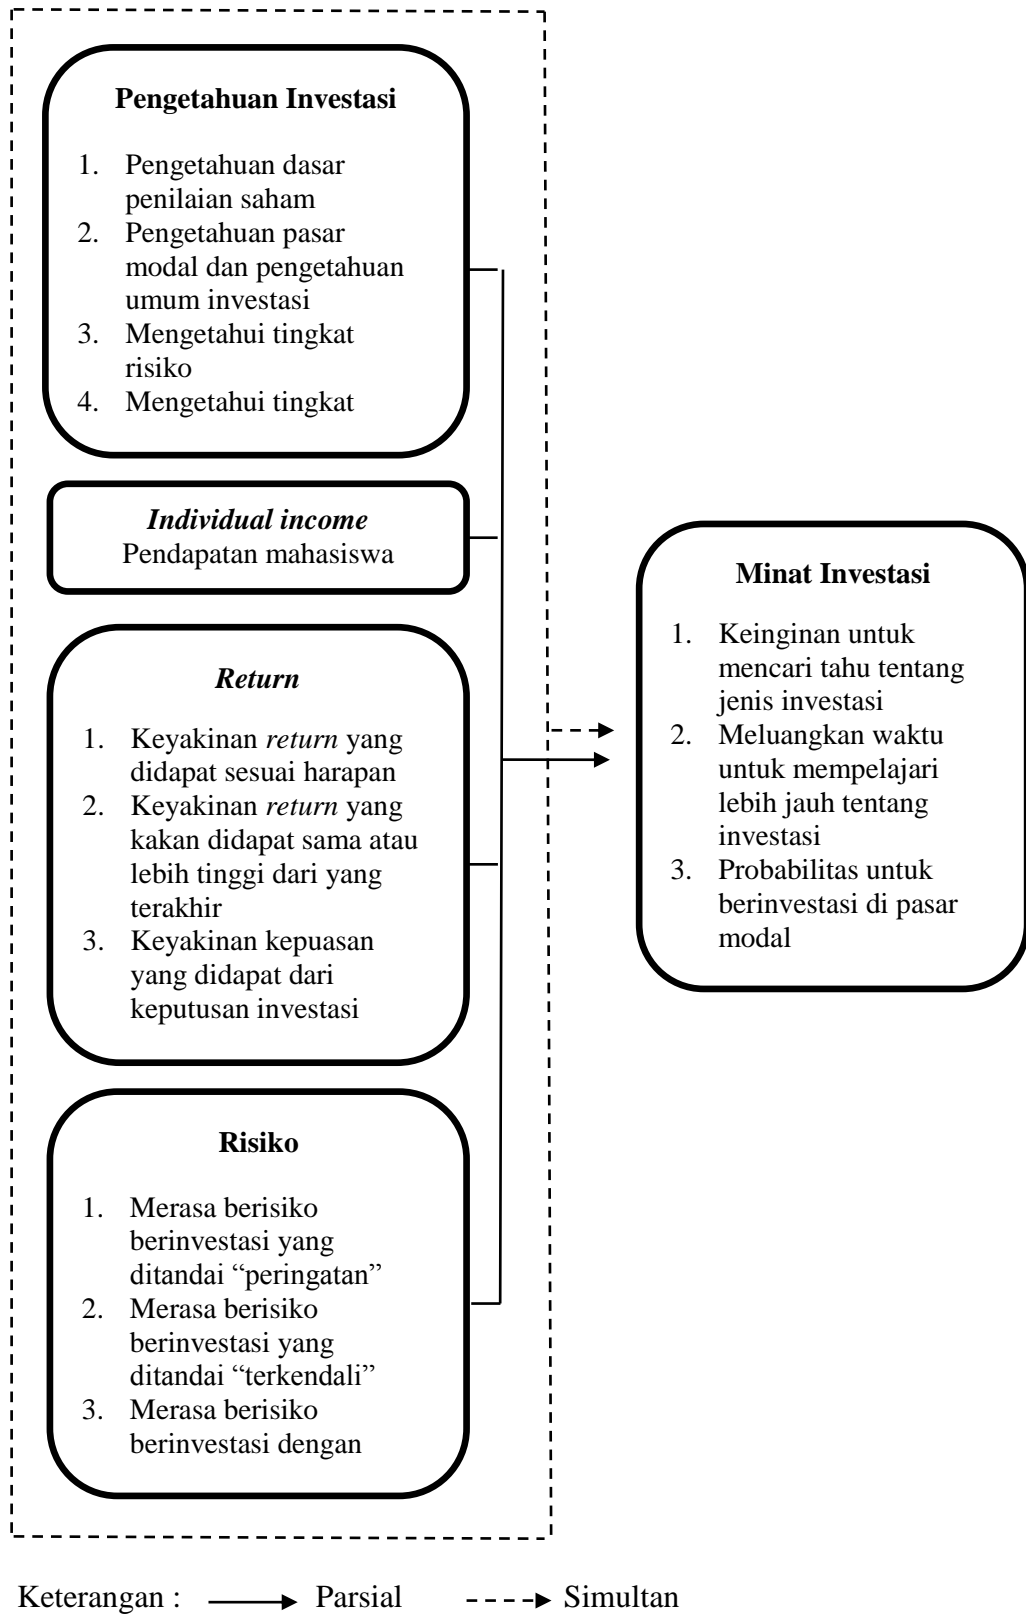 Pengetahuan Investasi
1. Pengetahuan dasar
penilaian saham
2. Pengetahuan pasar
modal dan pengetahuan
umum investasi
3. Mengetahui tingkat
risiko
4. Mengetahui tingkat
Individual income
Pendapatan mahasiswa
Return
1. Keyakinan return yang
didapat sesuai harapan
2. Keyakinan return yang
kakan didapat sama atau
lebih tinggi dari yang
terakhir
3. Keyakinan kepuasan
yang didapat dari
keputusan investasi
Risiko
1. Merasa berisiko
berinvestasi yang
ditandai “peringatan”
2. Merasa berisiko
berinvestasi yang
ditandai “terkendali”
3. Merasa berisiko
berinvestasi dengan
Minat Investasi
1. Keinginan untuk
mencari tahu tentang
jenis investasi
2. Meluangkan waktu
untuk mempelajari
lebih jauh tentang
investasi
3. Probabilitas untuk
berinvestasi di pasar
modal
Keterangan : Parsial Simultan